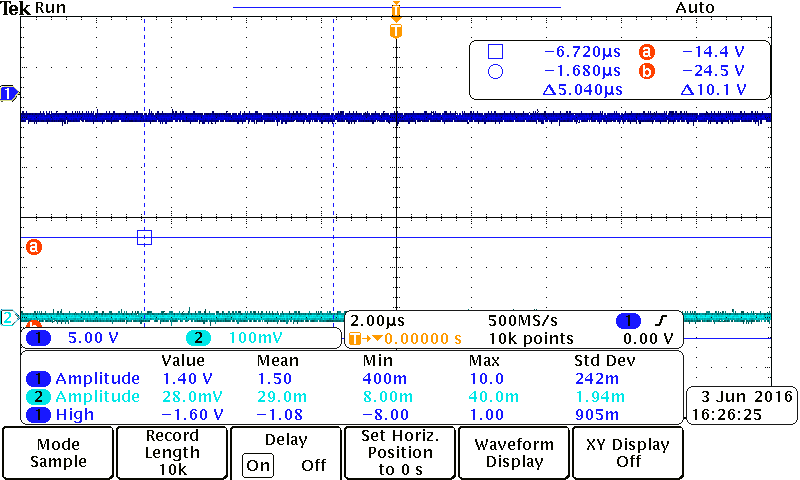 Tek Run
T
Auto
T
−6.720µs a −14.4 V
−1.680µs b −24.5 V
Δ5.040µs Δ10.1 V
1
a
2
b
1 5.00 V 2 100mV
2.00µs 500MS/s 1
T→▼0.00000 s 10k points 0.00 V
Value Mean Min Max Std Dev
1 Amplitude 1.40 V 1.50 400m 10.0 242m
2 Amplitude 28.0mV 29.0m 8.00m 40.0m 1.94m
1 High −1.60 V −1.08 −8.00 1.00 905m
3 Jun 2016
16:26:25
Mode
Sample
Record
Length
10k
Delay
On Off
Set Horiz.
Position
to 0 s
Waveform
Display
XY Display
Off